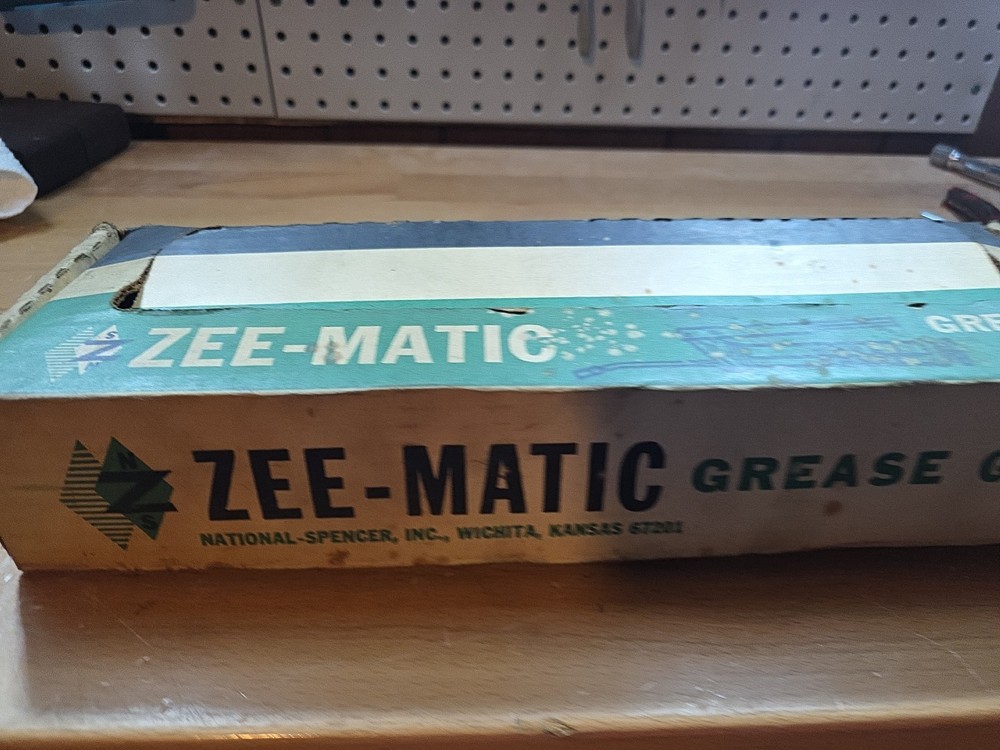 ZEE-MATIC GRE
N Z S
ZEE-MATIC GREASE G
NATIONAL-SPENCER, INC., WICHITA, KANSAS 67201